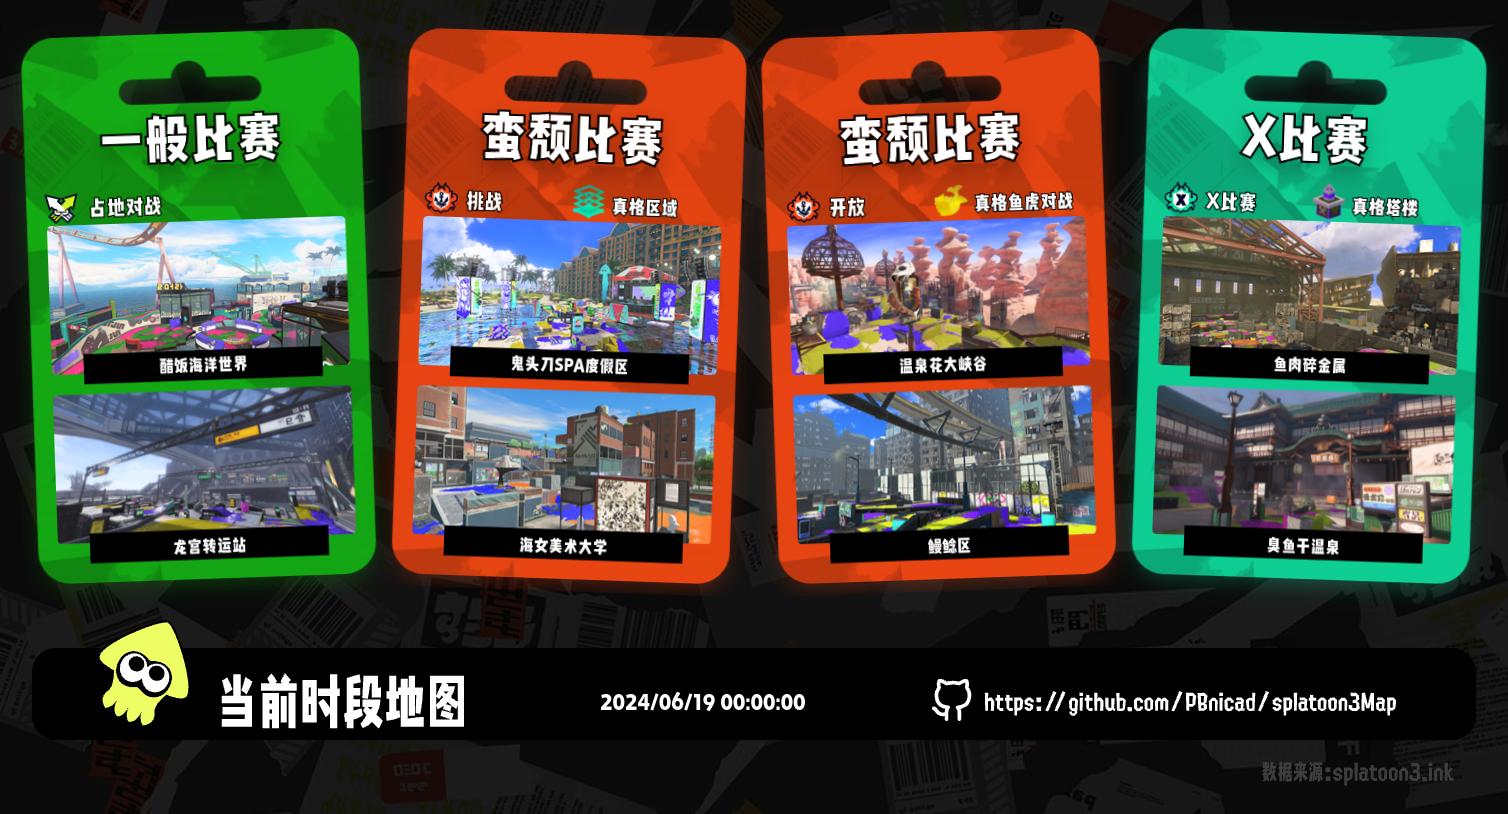 一般比赛
占地对战
醋饭海洋世界
龙宫转运站
蛮颓比赛
挑战
真格区域
鬼头刀SPA度假区
海女美术大学
蛮颓比赛
开放
真格鱼虎对战
温泉花大峡谷
鳗鲶区
X比赛
X比赛
真格塔楼
鱼肉碎金属
臭鱼干温泉
当前时段地图
2024/06/19 00:00:00
https://github.com/PBnicad/splatoon3Map
数据来源:splatoon3.ink